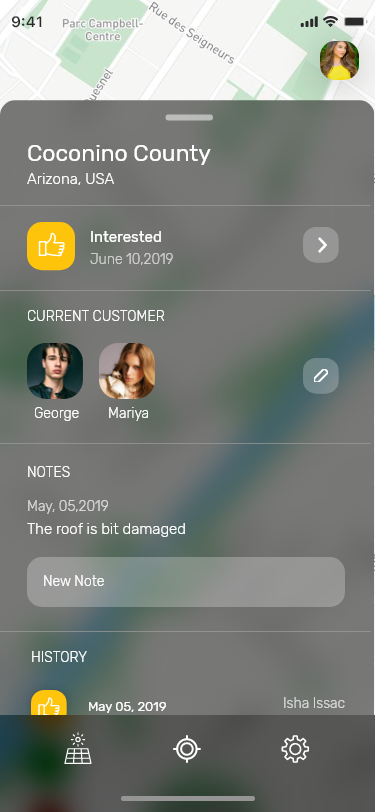 9:41
Parc Campbell-
Centre
Rue des Seigneurs
Coconino County
Arizona, USA
Interested
June 10,2019
CURRENT CUSTOMER
George
Mariya
NOTES
May, 05,2019
The roof is bit damaged
New Note
HISTORY
May 05, 2019
Isha Issac